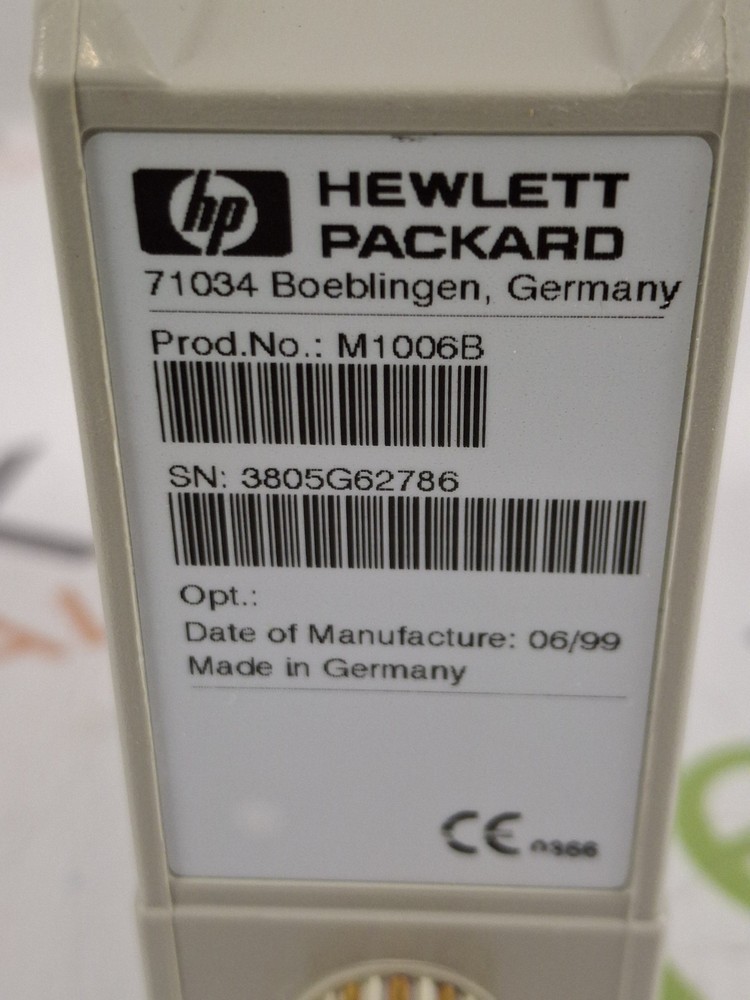 hp HEWLETT
PACKARD
71034 Boeblingen, Germany
Prod.No.: M1006B
SN: 3805G62786
Opt.:
Date of Manufacture: 06/99
Made in Germany
CE 0366